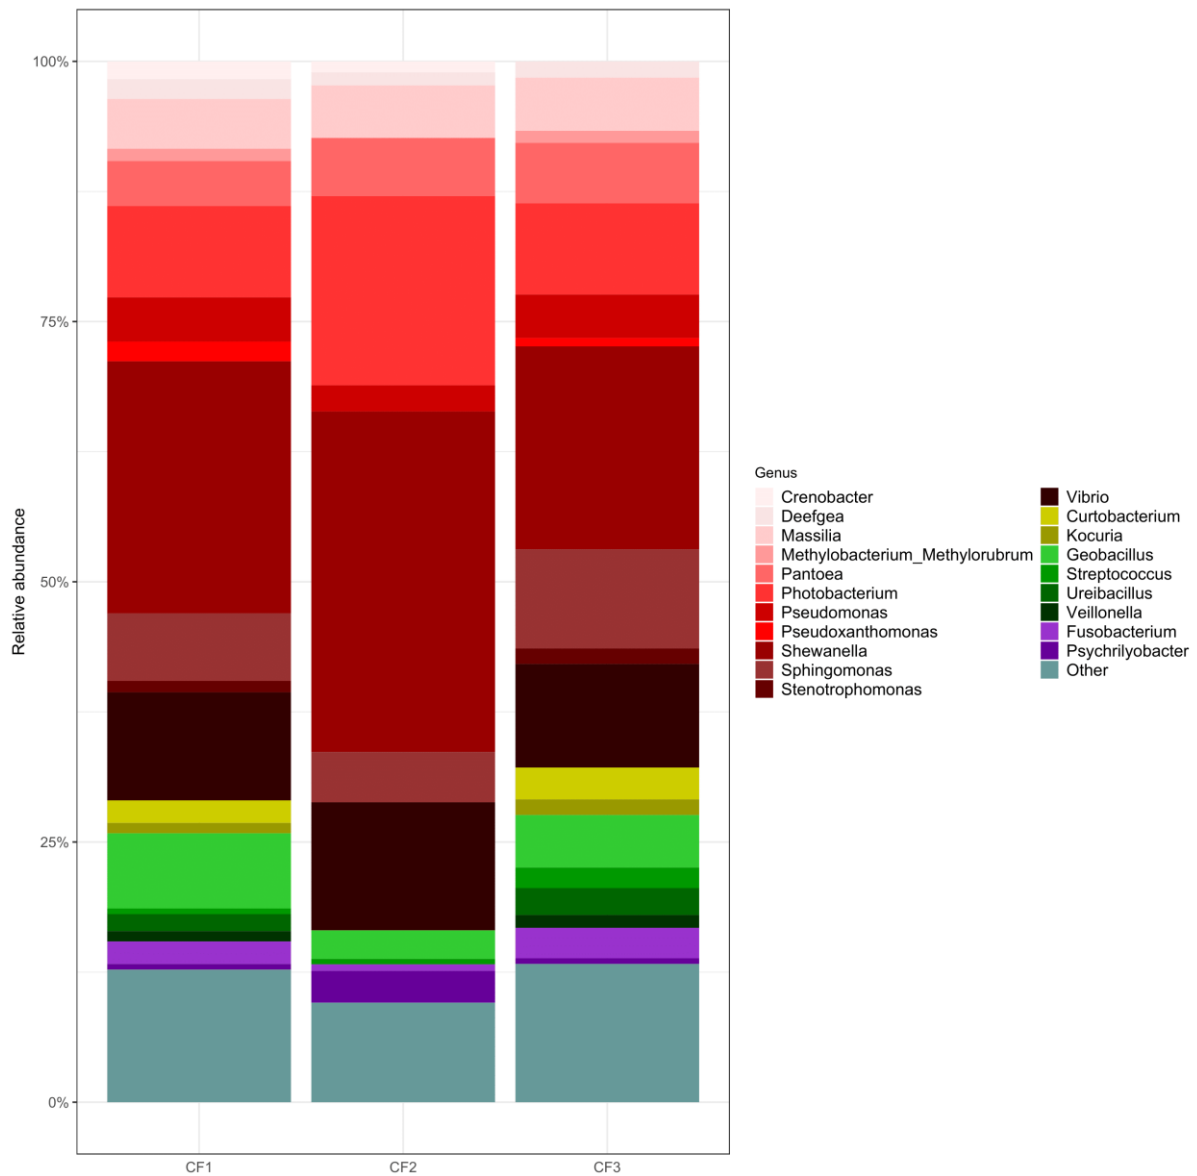 100%
75%
50%
25%
0%
Relative abundance
CF1
CF2
CF3
Genus
Crenobacter
Deefgea
Massilia
Methylobacterium_Methylorubrum
Pantoea
Photobacterium
Pseudomonas
Pseudoxanthomonas
Shewanella
Sphingomonas
Stenotrophomonas
Vibrio
Curtobacterium
Kocuria
Geobacillus
Streptococcus
Ureibacillus
Veillonella
Fusobacterium
Psychrilyobacter
Other